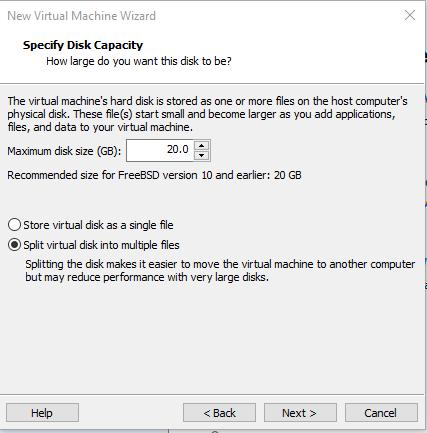 New Virtual Machine Wizard
Specify Disk Capacity
How large do you want this disk to be?
The virtual machine's hard disk is stored as one or more files on the host computer's
physical disk. These file(s) start small and become larger as you add applications,
files, and data to your virtual machine.
Maximum disk size (GB): 20.0
Recommended size for FreeBSD version 10 and earlier: 20 GB
Store virtual disk as a single file
Split virtual disk into multiple files
Splitting the disk makes it easier to move the virtual machine to another computer
but may reduce performance with very large disks.
Help < Back Next > Cancel